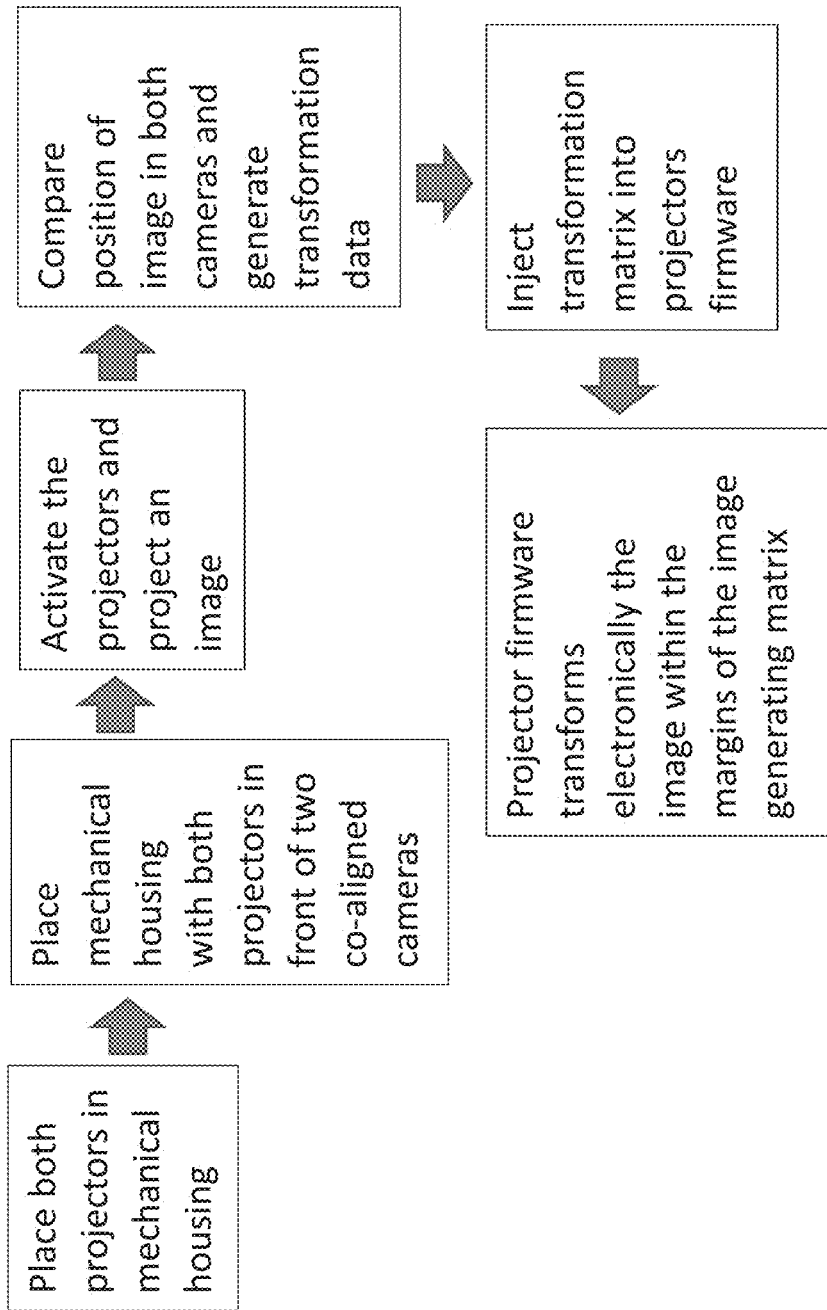 Place both
projectors in
mechanical
housing
Place
mechanical
housing
with both
projectors in
front of two
co-aligned
cameras
Activate the
projectors and
project an
image
Compare
position of
image in both
cameras and
generate
transformation
data
Inject
transformation
matrix into
projectors
firmware
Projector firmware
transforms
electronically the
image within the
margins of the image
generating matrix